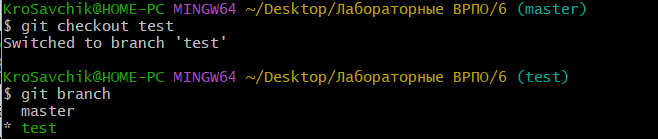 KroSavchik@HOME-PC MINGW64 ~/Desktop/Лабораторные ВРПО/6 (master)
$ git checkout test
Switched to branch 'test'
KroSavchik@HOME-PC MINGW64 ~/Desktop/Лабораторные ВРПО/6 (test)
$ git branch
  master
* test